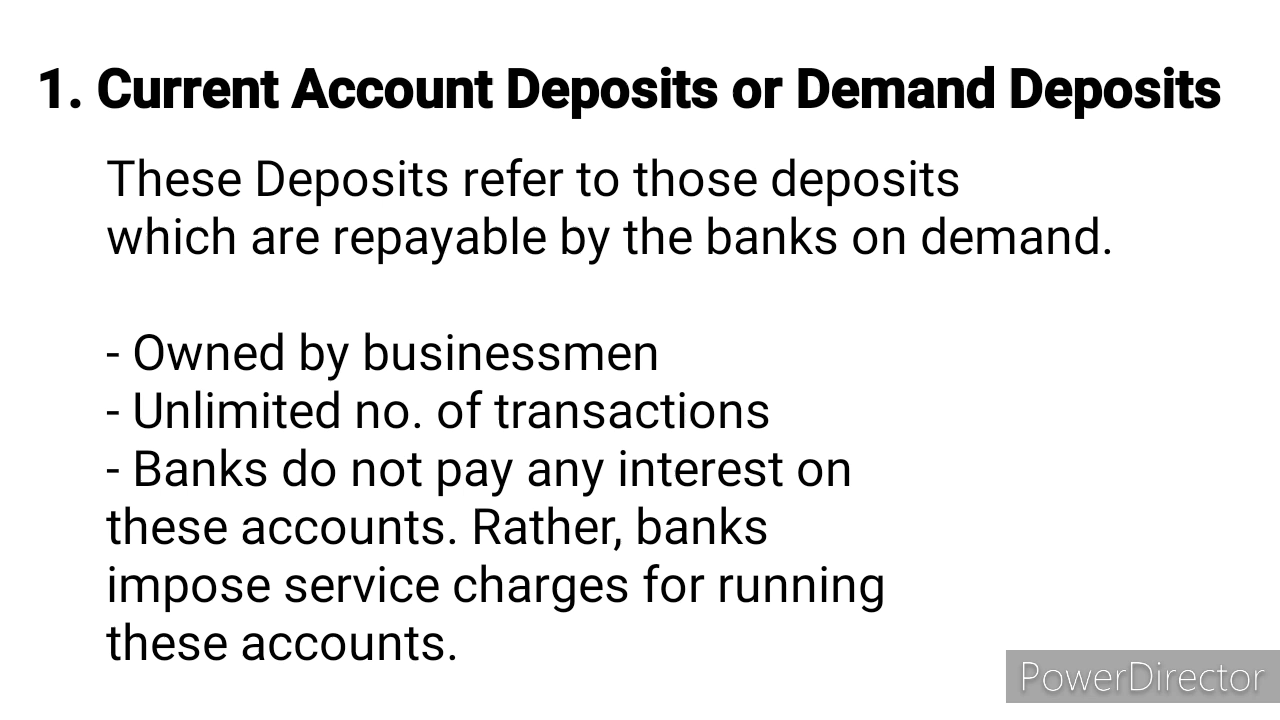 1. Current Account Deposits or Demand Deposits
These Deposits refer to those deposits
which are repayable by the banks on demand.
- Owned by businessmen
- Unlimited no. of transactions
- Banks do not pay any interest on
these accounts. Rather, banks
impose service charges for running
these accounts.
PowerDirector